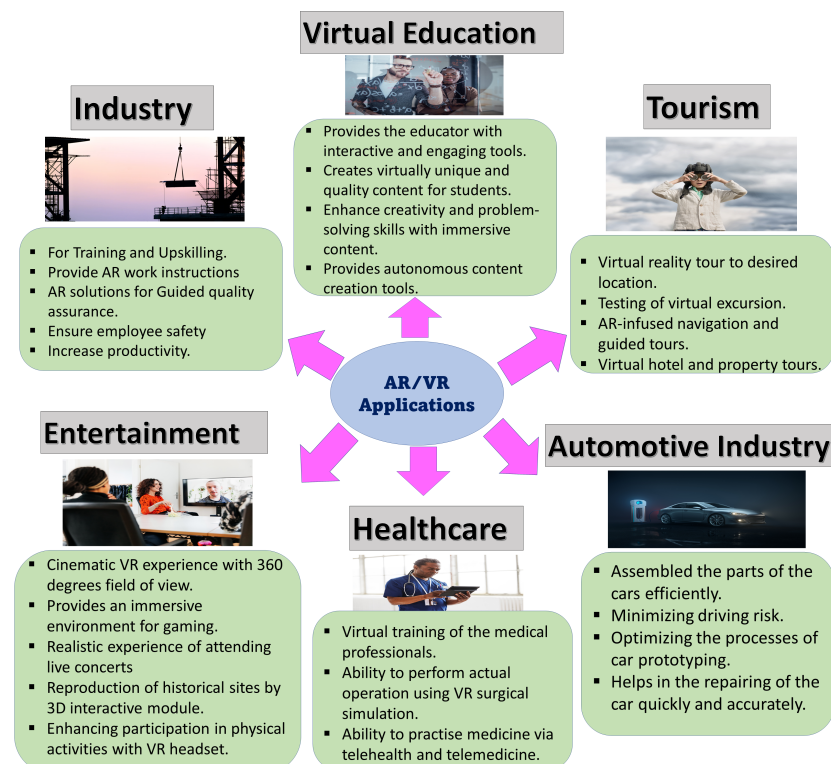 Virtual Education
▪ Provides the educator with
interactive and engaging tools.
▪ Creates virtually unique and
quality content for students.
▪ Enhance creativity and problem-
solving skills with immersive
content.
▪ Provides autonomous content
creation tools.
Industry
▪ For Training and Upskilling.
▪ Provide AR work instructions
▪ AR solutions for Guided quality
assurance.
▪ Ensure employee safety
▪ Increase productivity.
Tourism
▪ Virtual reality tour to desired
location.
▪ Testing of virtual excursion.
▪ AR-infused navigation and
guided tours.
▪ Virtual hotel and property tours.
AR/VR
Applications
Entertainment
▪ Cinematic VR experience with 360
degrees field of view.
▪ Provides an immersive
environment for gaming.
▪ Realistic experience of attending
live concerts
▪ Reproduction of historical sites by
3D interactive module.
▪ Enhancing participation in physical
activities with VR headset.
Healthcare
▪ Virtual training of the medical
professionals.
▪ Ability to perform actual
operation using VR surgical
simulation.
▪ Ability to practise medicine via
telehealth and telemedicine.
Automotive Industry
▪ Assembled the parts of the
cars efficiently.
▪ Minimizing driving risk.
▪ Optimizing the processes of
car prototyping.
▪ Helps in the repairing of the
car quickly and accurately.